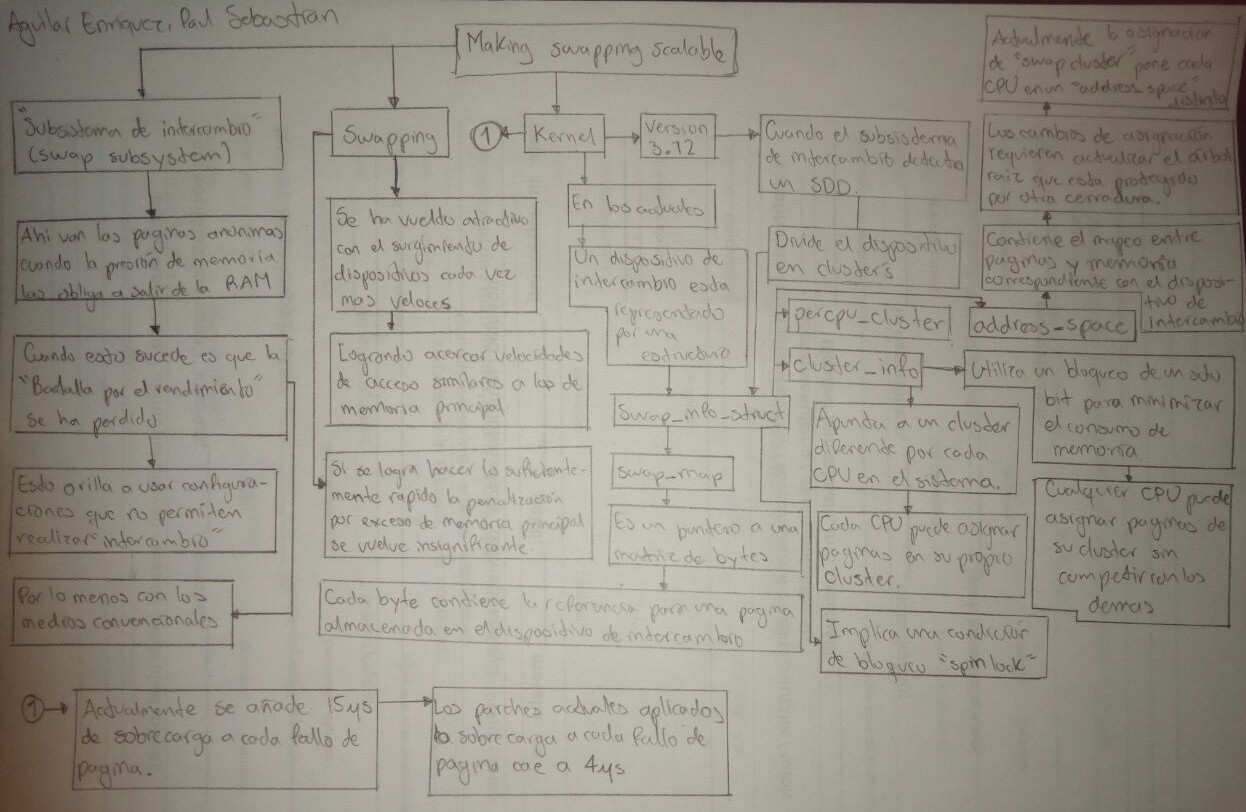 Aguilar Enriquez, Paul Sebastian
Making swapping scalable
"Subsistema de intercambio"
(swap subsystem)
Ahi van las paginas anonimas
cuando la presión de memoria
las obliga a salir de la RAM
Cuando esto sucede es que la
"Batalla por el rendimiento"
se ha perdido
Esto orilla a usar configura-
ciones que no permiten
realizar "intercambio"
Por lo menos con los
medios convencionales
Swapping
Se ha vuelto atractivo
con el surgimiento de
dispositivos cada vez
mas veloces
Logrando acercar velocidades
de acceso similares a las de
memoria principal
Si se logra hacer lo suficiente-
mente rapido la penalización
por exceso de memoria principal
se vuelve insignificante.
1
Kernel
En los actuales
Un dispositivo de
intercambio esta
representado
por una
estructura
swap_info_struct
swap_map
Es un puntero a una
matriz de bytes.
Cada byte contiene la referencia para una pagina
almacenada en el dispositivo de intercambio
Version
3.12
Cuando el subsistema
de intercambio detecta
un SDD.
Divide el dispositivo
en clusters
percpu_cluster
cluster_info
Apunta a un cluster
diferente por cada
CPU en el sistema.
Cada CPU puede asignar
paginas en su propio
cluster.
Implica una condición
de bloqueo "spinlock"
Utiliza un bloqueo de un solo
bit para minimizar
el consumo de
memoria
Cualquier CPU puede
asignar paginas de
su cluster sin
competir con los
demas
address_space
Contiene el mapeo entre
paginas y memoria
correspondiente con el disposi-
tivo de
intercambio
Los cambios de asignación
requieren actualizar el árbol
raiz que esta protegido
por otra cerradura.
Actualmente la asignacion
de "swap cluster" pone cada
CPU en un "address_space"
distinto
1
Actualmente se añade 15ys
de sobrecarga a cada fallo de
pagina.
Los parches actuales aplicados
la sobrecarga a cada fallo de
pagina cae a 4ys